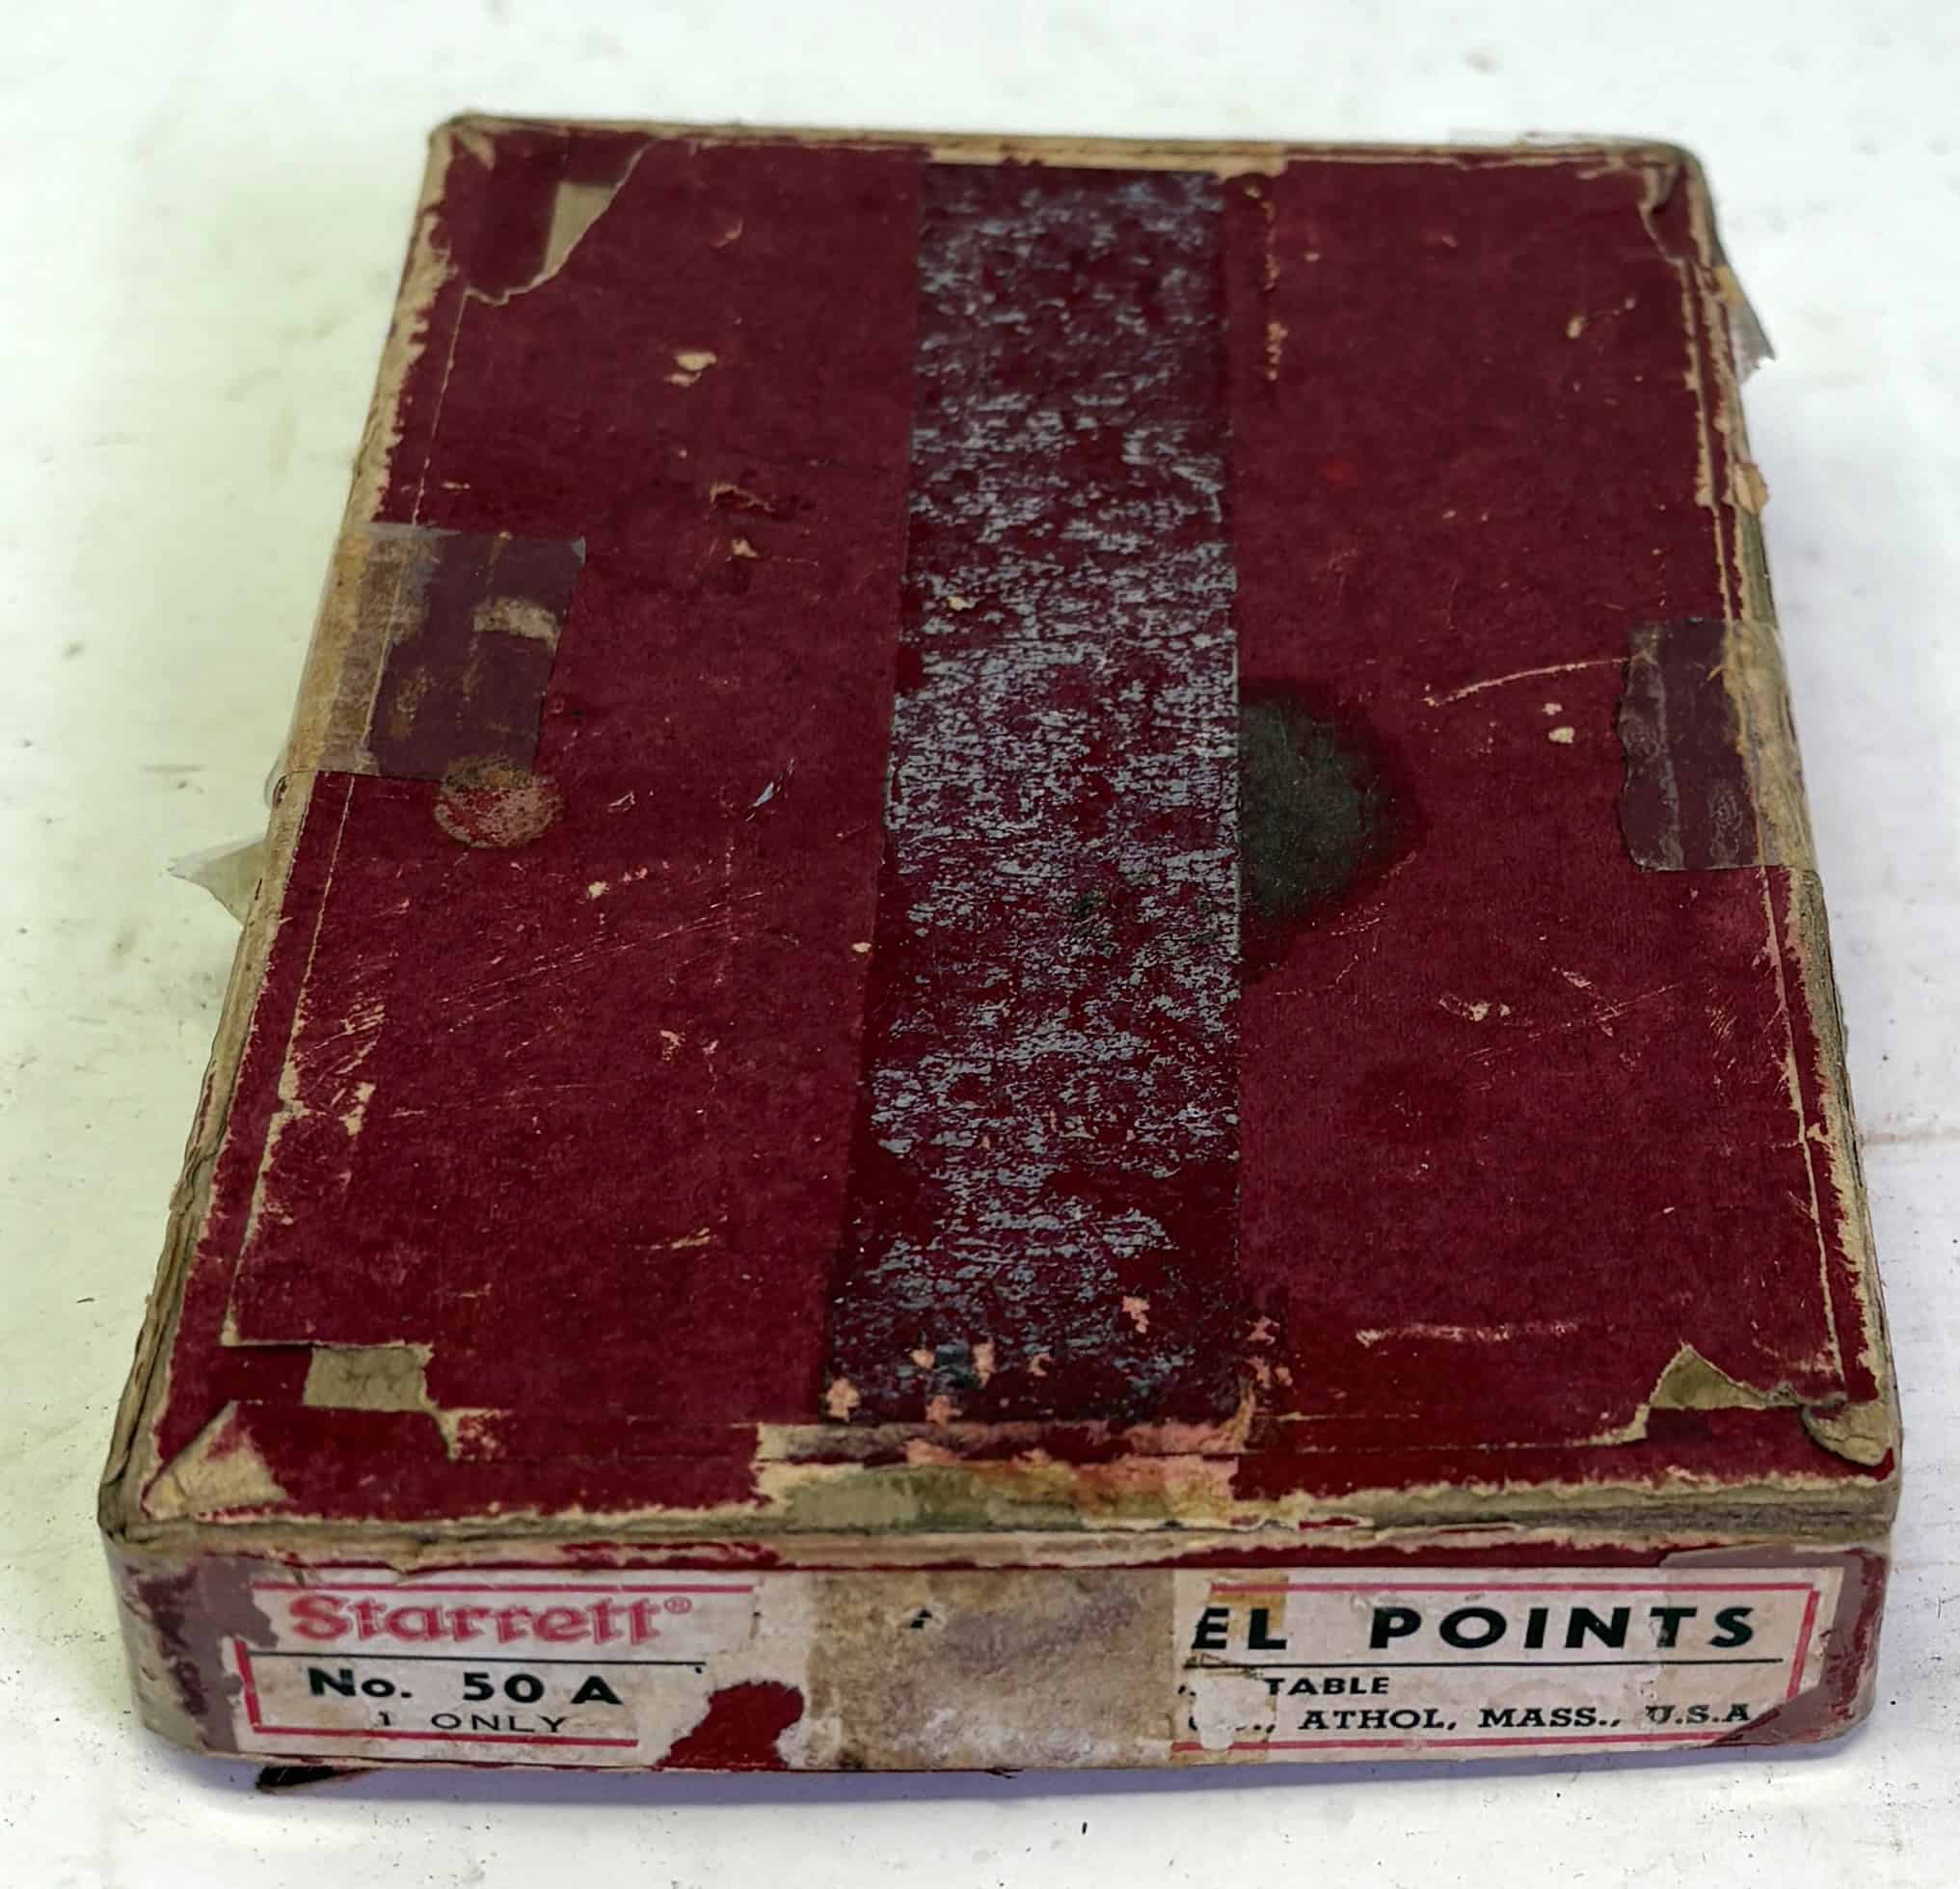 Starrett®
No. 50 A
1 ONLY
EL POINTS
TABLE
ATHOL, MASS., U.S.A